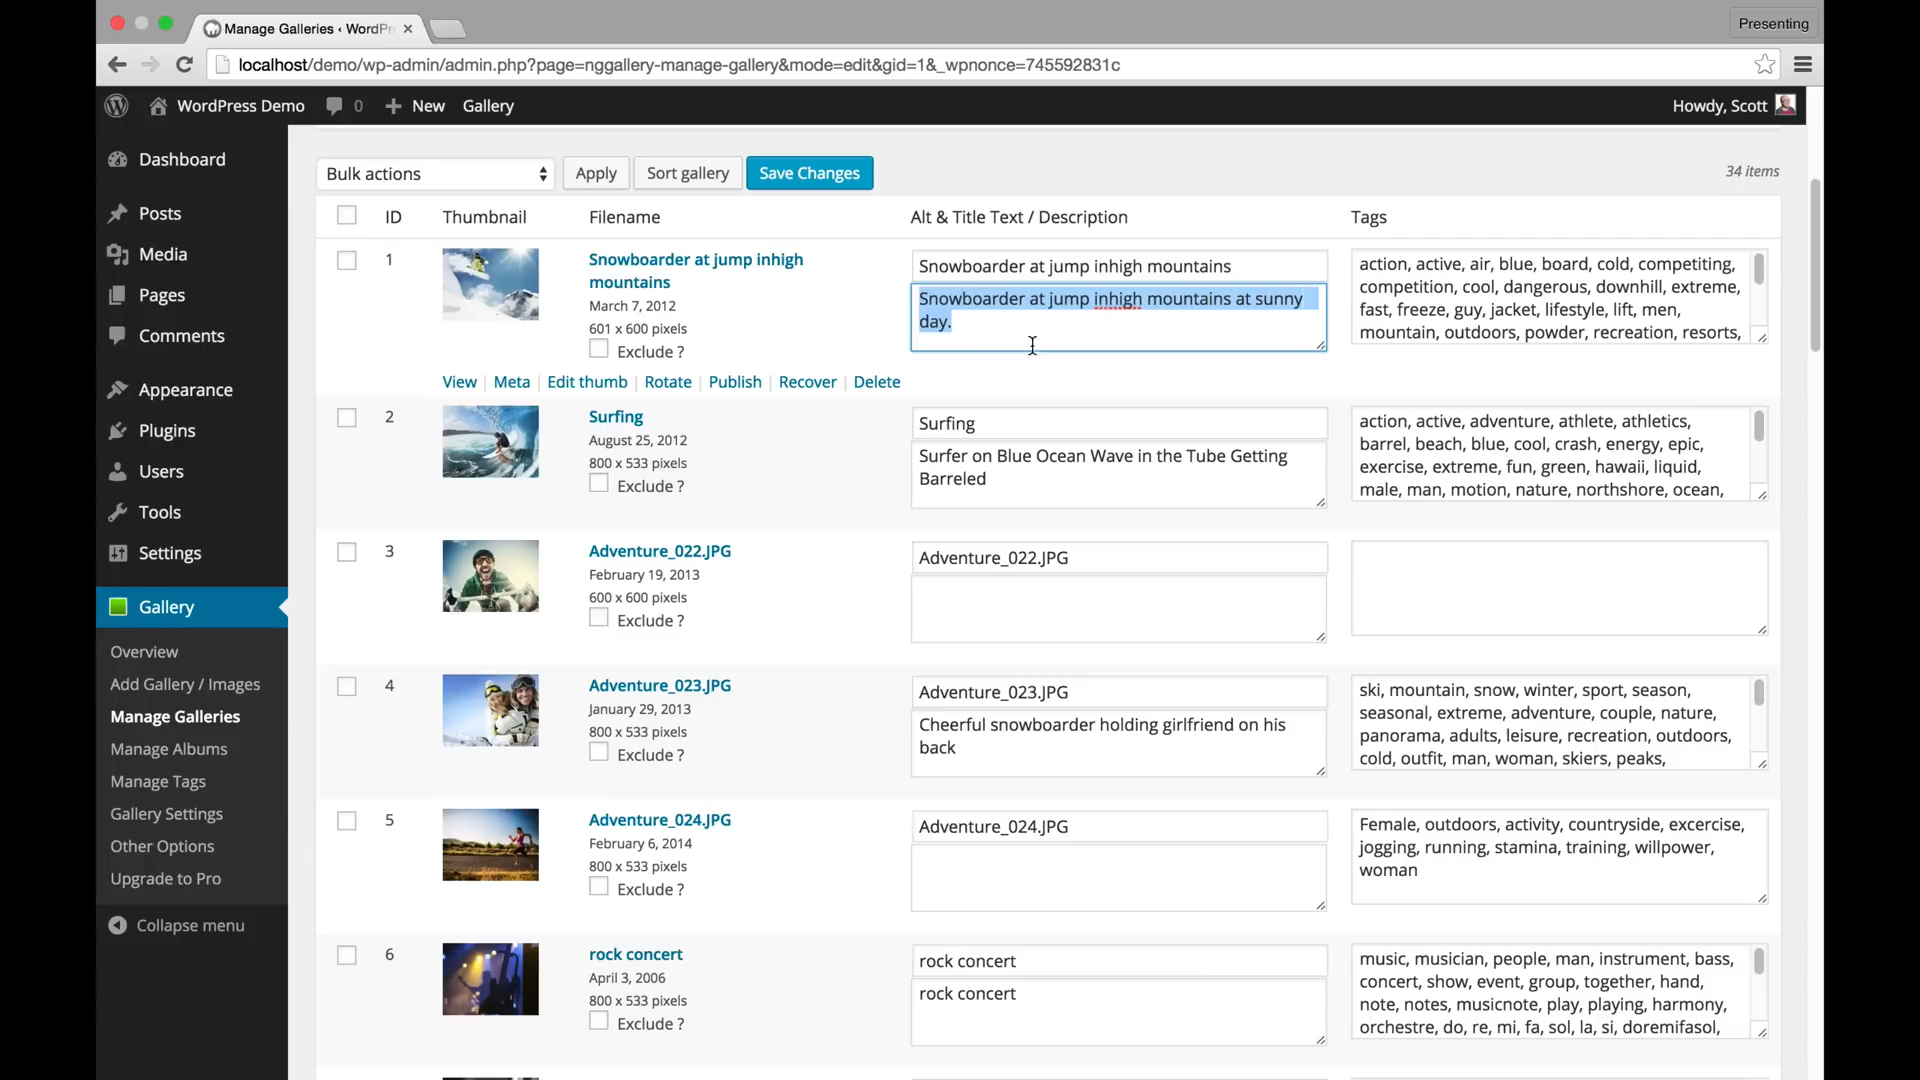 Manage Galleries ‹ WordPr
Presenting
localhost/demo/wp-admin/admin.php?page=nggallery-manage-gallery&mode=edit&gid=1&_wpnonce=745592831c
WordPress Demo
0
New
Gallery
Howdy, Scott
Dashboard
Posts
Media
Pages
Comments
Appearance
Plugins
Users
Tools
Settings
Gallery
Overview
Add Gallery / Images
Manage Galleries
Manage Albums
Manage Tags
Gallery Settings
Other Options
Upgrade to Pro
Collapse menu
Bulk actions
Apply
Sort gallery
Save Changes
34 items
ID
Thumbnail
Filename
Alt & Title Text / Description
Tags
1
Snowboarder at jump inhigh
mountains
March 7, 2012
601 x 600 pixels
Exclude ?
Snowboarder at jump inhigh mountains
Snowboarder at jump inhigh mountains at sunny
day.
action, active, air, blue, board, cold, competiting,
competition, cool, dangerous, downhill, extreme,
fast, freeze, guy, jacket, lifestyle, lift, men,
mountain, outdoors, powder, recreation, resorts,
View | Meta | Edit thumb | Rotate | Publish | Recover | Delete
2
Surfing
August 25, 2012
800 x 533 pixels
Exclude ?
Surfing
Surfer on Blue Ocean Wave in the Tube Getting
Barreled
action, active, adventure, athlete, athletics,
barrel, beach, blue, cool, crash, energy, epic,
exercise, extreme, fun, green, hawaii, liquid,
male, man, motion, nature, northshore, ocean,
3
Adventure_022.JPG
February 19, 2013
600 x 600 pixels
Exclude ?
Adventure_022.JPG
4
Adventure_023.JPG
January 29, 2013
800 x 533 pixels
Exclude ?
Adventure_023.JPG
Cheerful snowboarder holding girlfriend on his
back
ski, mountain, snow, winter, sport, season,
seasonal, extreme, adventure, couple, nature,
panorama, adults, leisure, recreation, outdoors,
cold, outfit, man, woman, skiers, peaks,
5
Adventure_024.JPG
February 6, 2014
800 x 533 pixels
Exclude ?
Adventure_024.JPG
Female, outdoors, activity, countryside, excercise,
jogging, running, stamina, training, willpower,
woman
6
rock concert
April 3, 2006
800 x 533 pixels
Exclude ?
rock concert
rock concert
music, musician, people, man, instrument, bass,
concert, show, event, group, together, hand,
note, notes, musicnote, play, playing, harmony,
orchestre, do, re, mi, fa, sol, la, si, doremifasol,